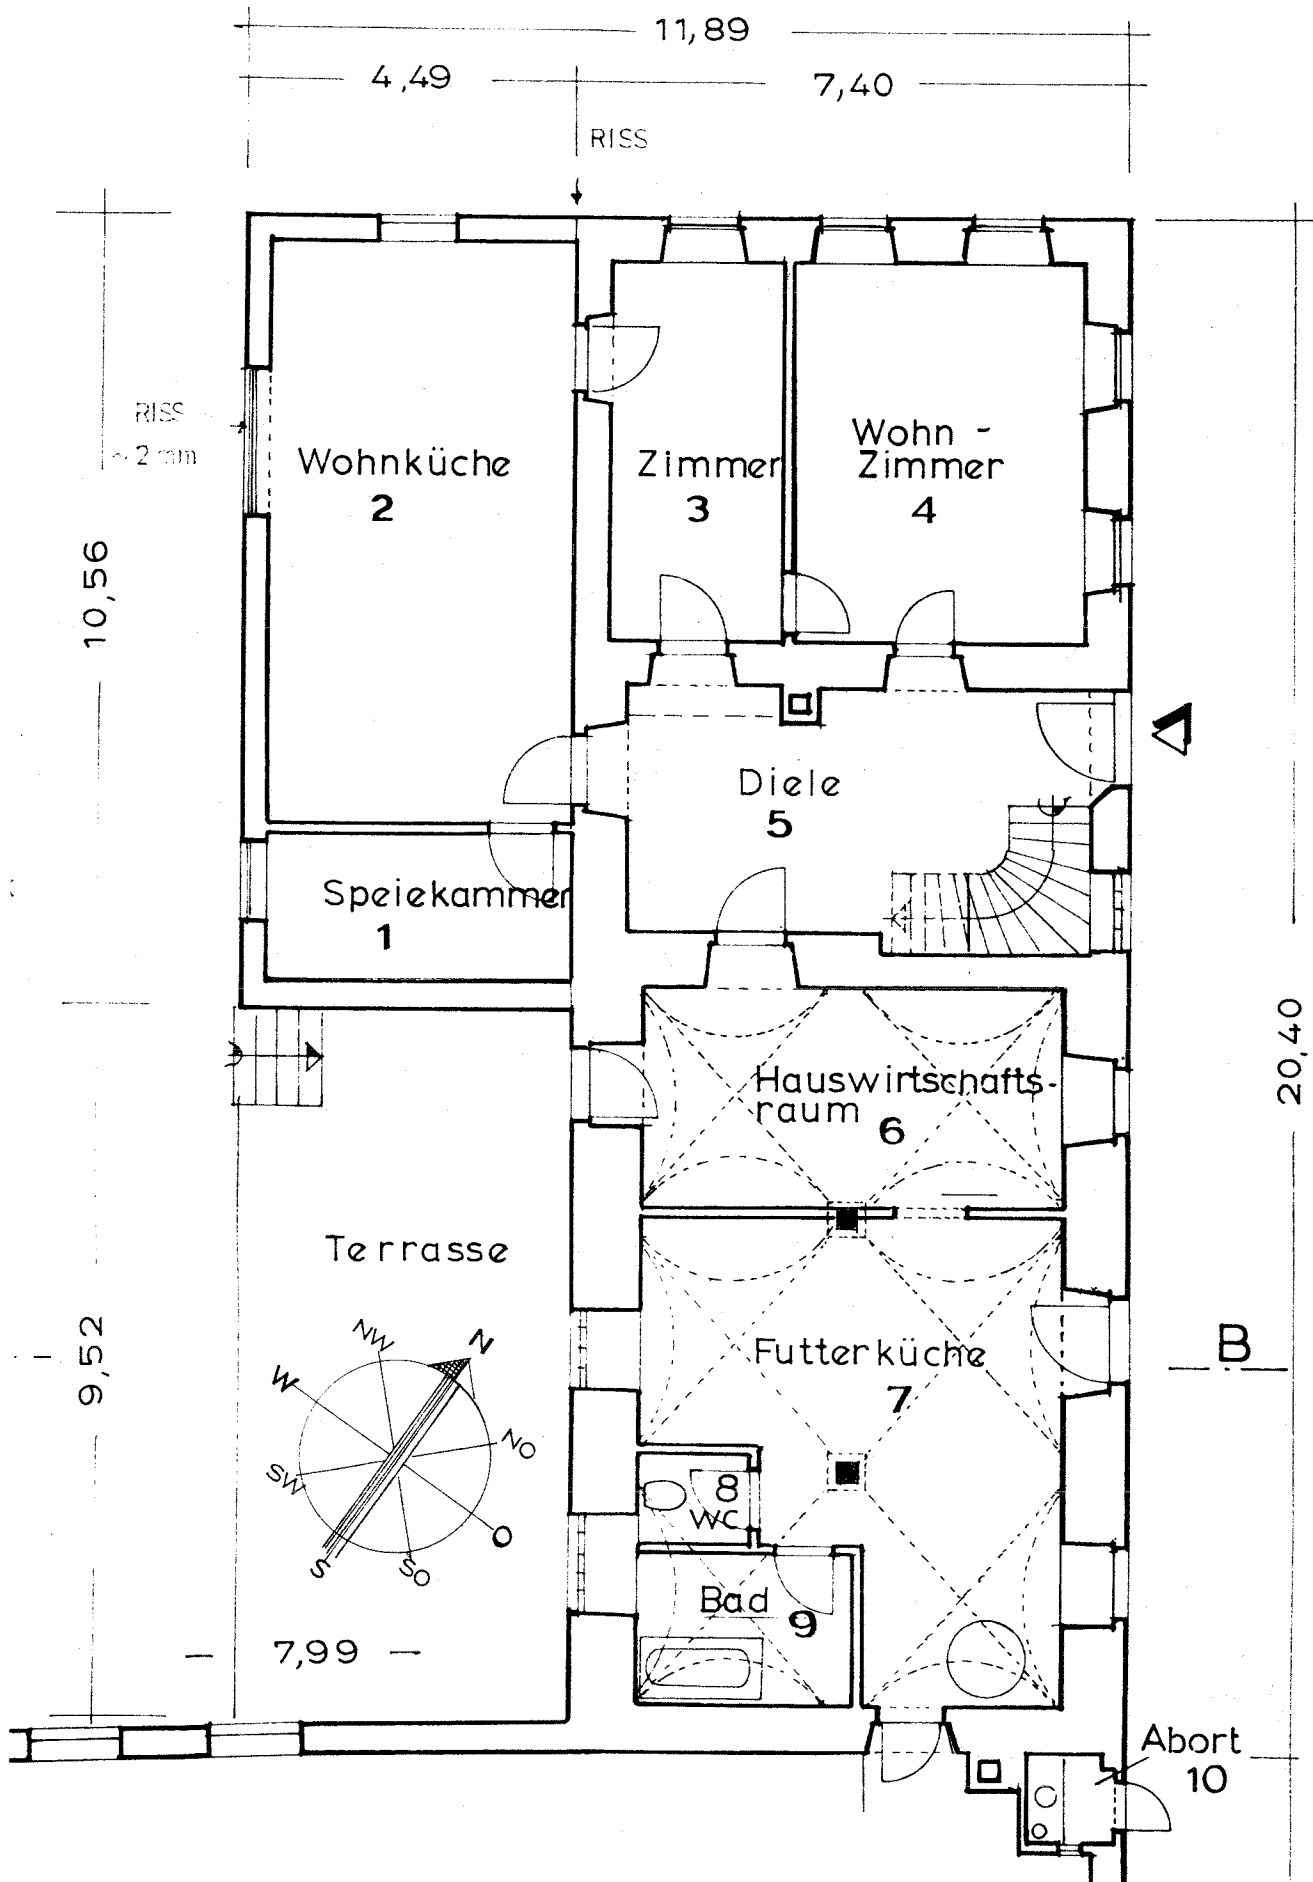 11,89
4,49
7,40
RISS
RISS
~ 2 mm
10,56
Wohnküche
2
Zimmer
3
Wohn -
Zimmer
4
Diele
5
Speiekammer
1
20,40
Hauswirtschafts-
raum 6
Terrasse
9,52
N
NW
W
NO
SW
O
SO
S
Futterküche
7
B
8
WC
Bad
9
7,99
Abort
10